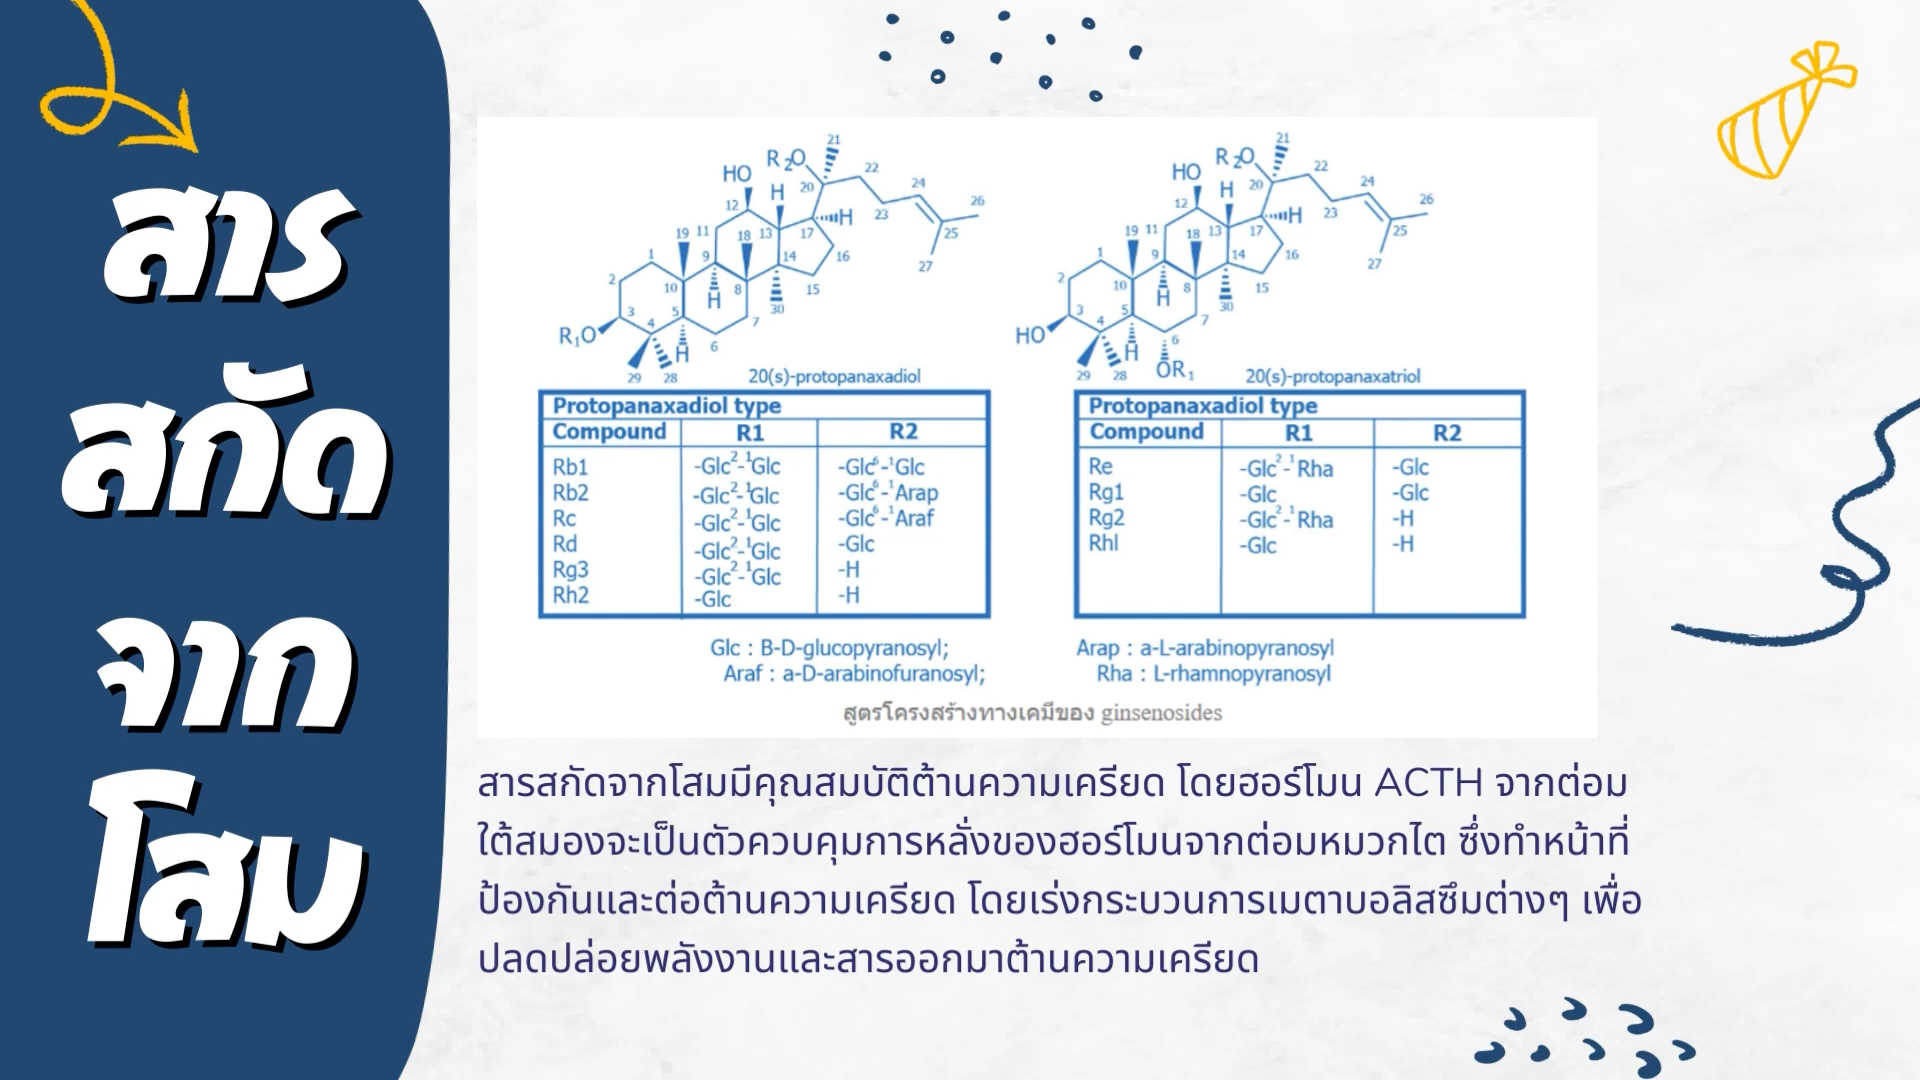 สาร
สกัด
จาก
โสม
R₂O
21
HO
H
20
22
24
26
12
23
H
19
11
18
13
17
25
1
9
14
16
27
2
10
H
8
15
3
5
30
4
7
R₁O
H
6
29
28
20(s)-protopanaxadiol
R₂O
21
HO
H
20
22
24
26
12
23
H
19
11
18
13
17
25
1
9
14
16
27
2
10
H
8
15
3
5
30
4
7
HO
H
6
29
28
OR₁
20(s)-protopanaxatriol
Protopanaxadiol type
Compound R1 R2
Rb1 -Glc²-¹Glc -Glc⁶-¹Glc
Rb2 -Glc²-¹Glc -Glc⁶-¹Arap
Rc -Glc²-¹Glc -Glc⁶-¹Araf
Rd -Glc²-¹Glc -Glc
Rg3 -Glc²-¹Glc -H
Rh2 -Glc -H
Protopanaxadiol type
Compound R1 R2
Re -Glc²-¹Rha -Glc
Rg1 -Glc -Glc
Rg2 -Glc²-¹Rha -H
Rhl -Glc -H
Glc : B-D-glucopyranosyl; Arap : a-L-arabinopyranosyl
Araf : a-D-arabinofuranosyl; Rha : L-rhamnopyranosyl
สูตรโครงสร้างทางเคมีของ ginsenosides
สารสกัดจากโสมมีคุณสมบัติต้านความเครียด โดยฮอร์โมน ACTH จากต่อม
ใต้สมองจะเป็นตัวควบคุมการหลั่งของฮอร์โมนจากต่อมหมวกไต ซึ่งทำหน้าที่
ป้องกันและต่อต้านความเครียด โดยเร่งกระบวนการเมตาบอลิสซึมต่างๆ เพื่อ
ปลดปล่อยพลังงานและสารออกมาต้านความเครียด